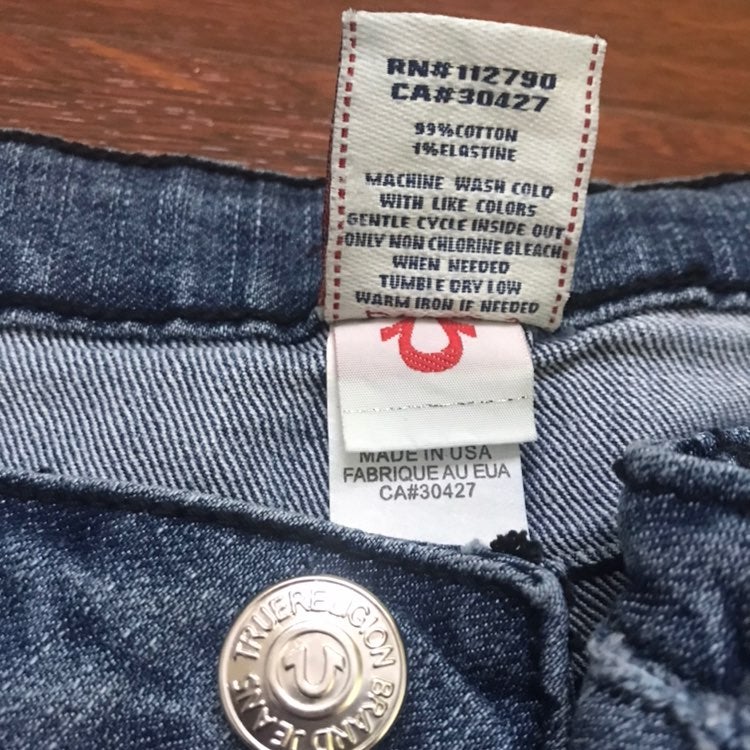 RN#112790
CA#30427
99%COTTON
1%ELASTINE
MACHINE WASH COLD
WITH LIKE COLORS
GENTLE CYCLE INSIDE OUT
ONLY NON CHLORINE BLEACH
WHEN NEEDED
TUMBLE DRY LOW
WARM IRON IF NEEDED
MADE IN USA
FABRIQUE AU EUA
CA#30427
TRUE RELIGION BRAND JEANS
U